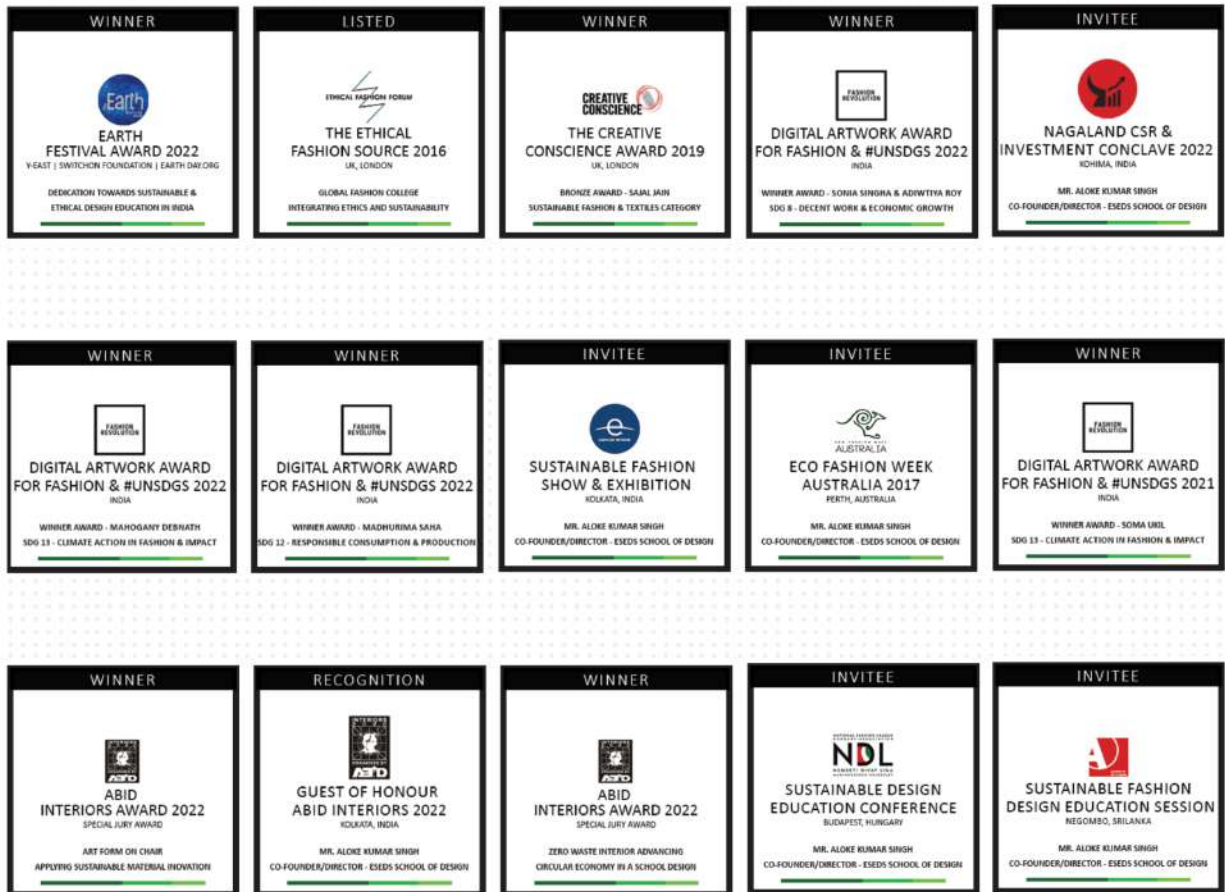 WINNER
Earth
EARTH
FESTIVAL AWARD 2022
Y-EAST | SWITCHON FOUNDATION | EARTH DAY.ORG
DEDICATION TOWARDS SUSTAINABLE &
ETHICAL DESIGN EDUCATION IN INDIA
LISTED
ETHICAL FASHION FORUM
THE ETHICAL
FASHION SOURCE 2016
UK, LONDON
GLOBAL FASHION COLLEGE
INTEGRATING ETHICS AND SUSTAINABILITY
WINNER
CREATIVE
CONSCIENCE
THE CREATIVE
CONSCIENCE AWARD 2019
UK, LONDON
BRONZE AWARD - SAJAL JAIN
SUSTAINABLE FASHION & TEXTILES CATEGORY
WINNER
FASHION
REVOLUTION
DIGITAL ARTWORK AWARD
FOR FASHION & #UNSDGS 2022
INDIA
WINNER AWARD - SONIA SINGHA & ADIWTIYA ROY
SDG 8 - DECENT WORK & ECONOMIC GROWTH
INVITEE
NAGALAND CSR &
INVESTMENT CONCLAVE 2022
KOHIMA, INDIA
MR. ALOKE KUMAR SINGH
CO-FOUNDER/DIRECTOR - ESEDS SCHOOL OF DESIGN
WINNER
FASHION
REVOLUTION
DIGITAL ARTWORK AWARD
FOR FASHION & #UNSDGS 2022
INDIA
WINNER AWARD - MAHOGANY DEBNATH
SDG 13 - CLIMATE ACTION IN FASHION & IMPACT
WINNER
FASHION
REVOLUTION
DIGITAL ARTWORK AWARD
FOR FASHION & #UNSDGS 2022
INDIA
WINNER AWARD - MADHURIMA SAHA
SDG 12 - RESPONSIBLE CONSUMPTION & PRODUCTION
INVITEE
e
SUSTAINABLE FASHION
SHOW & EXHIBITION
KOLKATA, INDIA
MR. ALOKE KUMAR SINGH
CO-FOUNDER/DIRECTOR - ESEDS SCHOOL OF DESIGN
INVITEE
ECO FASHION WEEK
AUSTRALIA
ECO FASHION WEEK
AUSTRALIA 2017
PERTH, AUSTRALIA
MR. ALOKE KUMAR SINGH
CO-FOUNDER/DIRECTOR - ESEDS SCHOOL OF DESIGN
WINNER
FASHION
REVOLUTION
DIGITAL ARTWORK AWARD
FOR FASHION & #UNSDGS 2021
INDIA
WINNER AWARD - SOMA UKIL
SDG 13 - CLIMATE ACTION IN FASHION & IMPACT
WINNER
ABID
ABID
INTERIORS AWARD 2022
SPECIAL JURY AWARD
ART FORM ON CHAIR
APPLYING SUSTAINABLE MATERIAL INOVATION
RECOGNITION
INTERIORS
ABID
GUEST OF HONOUR
ABID INTERIORS 2022
KOLKATA, INDIA
MR. ALOKE KUMAR SINGH
CO-FOUNDER/DIRECTOR - ESEDS SCHOOL OF DESIGN
WINNER
ABID
ABID
INTERIORS AWARD 2022
SPECIAL JURY AWARD
ZERO WASTE INTERIOR ADVANCING
CIRCULAR ECONOMY IN A SCHOOL DESIGN
INVITEE
NDL
NEMZETI DIVAT LIGA
SUSTAINABLE DESIGN
EDUCATION CONFERENCE
BUDAPEST, HUNGARY
MR. ALOKE KUMAR SINGH
CO-FOUNDER/DIRECTOR - ESEDS SCHOOL OF DESIGN
INVITEE
SUSTAINABLE FASHION
DESIGN EDUCATION SESSION
NEGOMBO, SRILANKA
MR. ALOKE KUMAR SINGH
CO-FOUNDER/DIRECTOR - ESEDS SCHOOL OF DESIGN